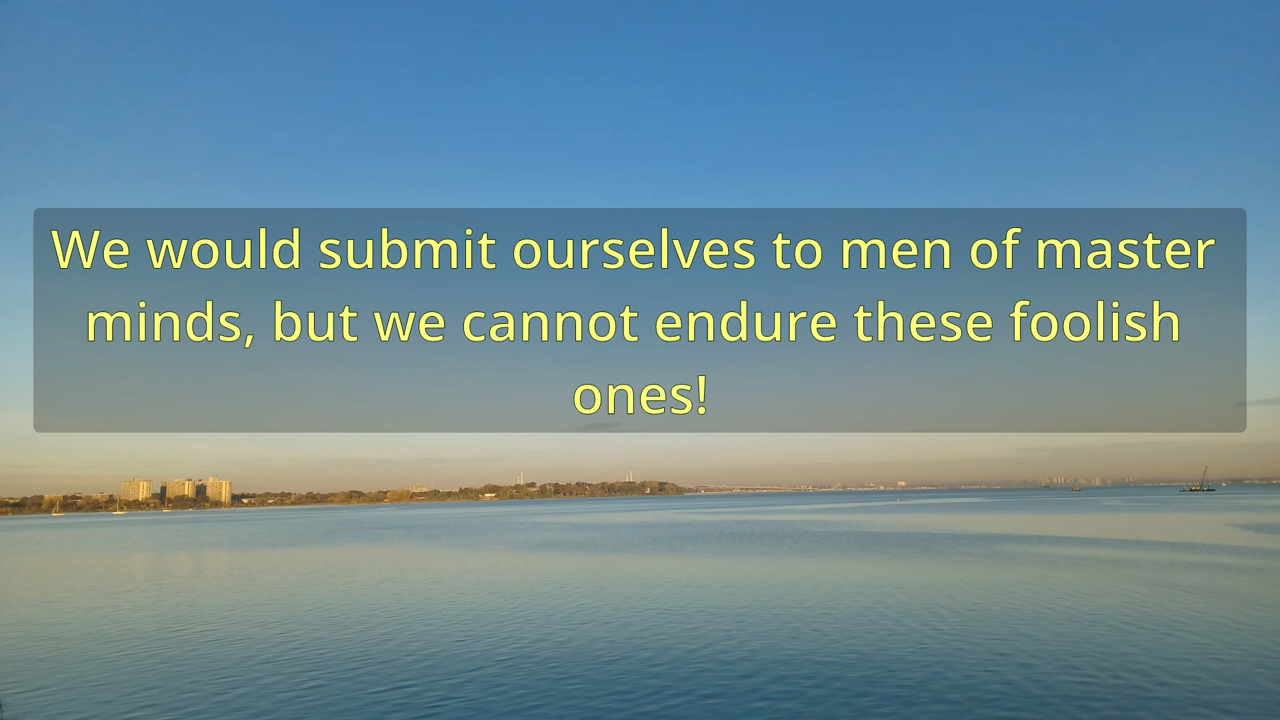 We would submit ourselves to men of master
minds, but we cannot endure these foolish
ones!